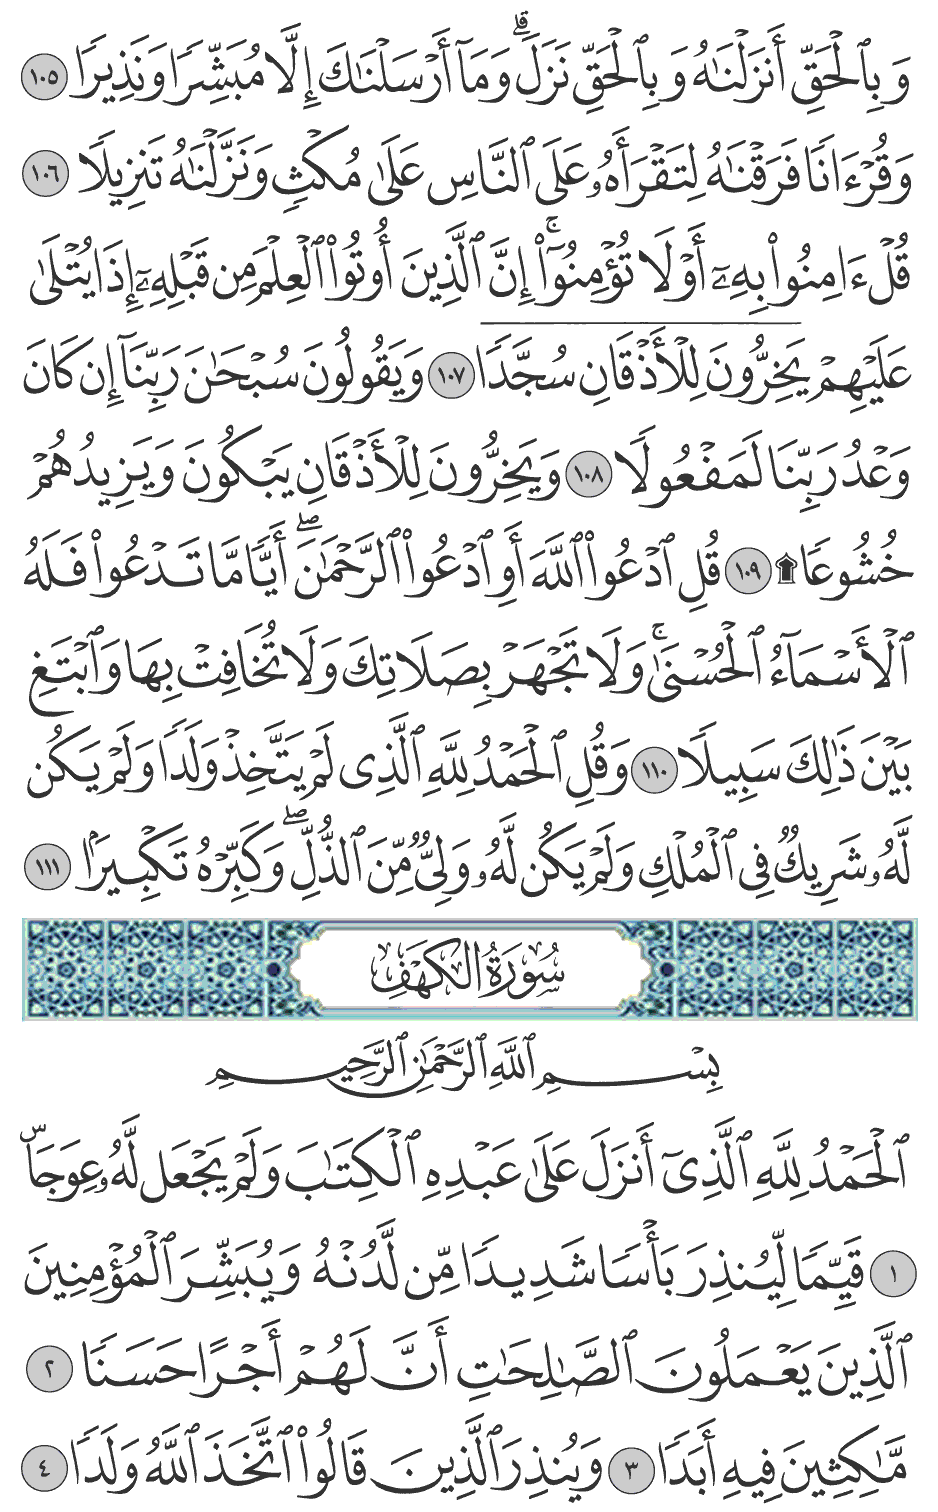 وَبِٱلْحَقِّ أَنزَلْنَٰهُ وَبِٱلْحَقِّ نَزَلَ ۗ وَمَآ أَرْسَلْنَٰكَ إِلَّا مُبَشِّرًا وَنَذِيرًا ١٠٥
وَقُرْءَانًا فَرَقْنَٰهُ لِتَقْرَأَهُۥ عَلَى ٱلنَّاسِ عَلَىٰ مُكْثٍ وَنَزَّلْنَٰهُ تَنزِيلًا ١٠٦
قُلْ ءَامِنُوا۟ بِهِۦٓ أَوْ لَا تُؤْمِنُوٓا۟ ۚ إِنَّ ٱلَّذِينَ أُوتُوا۟ ٱلْعِلْمَ مِن قَبْلِهِۦٓ إِذَا يُتْلَىٰ
عَلَيْهِمْ يَخِرُّونَ لِلْأَذْقَانِ سُجَّدًا ١٠٧ وَيَقُولُونَ سُبْحَٰنَ رَبِّنَآ إِن كَانَ
وَعْدُ رَبِّنَا لَمَفْعُولًا ١٠٨ وَيَخِرُّونَ لِلْأَذْقَانِ يَبْكُونَ وَيَزِيدُهُمْ
خُشُوعًا ۩ ١٠٩ قُلِ ٱدْعُوا۟ ٱللَّهَ أَوِ ٱدْعُوا۟ ٱلرَّحْمَٰنَ ۖ أَيًّا مَّا تَدْعُوا۟ فَلَهُ
ٱلْأَسْمَآءُ ٱلْحُسْنَىٰ ۚ وَلَا تَجْهَرْ بِصَلَاتِكَ وَلَا تُخَافِتْ بِهَا وَٱبْتَغِ
بَيْنَ ذَٰلِكَ سَبِيلًا ١١٠ وَقُلِ ٱلْحَمْدُ لِلَّهِ ٱلَّذِى لَمْ يَتَّخِذْ وَلَدًا وَلَمْ يَكُن
لَّهُۥ شَرِيكٌ فِى ٱلْمُلْكِ وَلَمْ يَكُن لَّهُۥ وَلِىٌّ مِّنَ ٱلذُّلِّ ۖ وَكَبِّرْهُ تَكْبِيرًۢا ١١١
سُورَةُ الكَهْفِ
بِسْمِ ٱللَّهِ ٱلرَّحْمَٰنِ ٱلرَّحِيمِ
ٱلْحَمْدُ لِلَّهِ ٱلَّذِىٓ أَنزَلَ عَلَىٰ عَبْدِهِ ٱلْكِتَٰبَ وَلَمْ يَجْعَل لَّهُۥ عِوَجَاۜ
١ قَيِّمًا لِّيُنذِرَ بَأْسًا شَدِيدًا مِّن لَّدُنْهُ وَيُبَشِّرَ ٱلْمُؤْمِنِينَ
ٱلَّذِينَ يَعْمَلُونَ ٱلصَّٰلِحَٰتِ أَنَّ لَهُمْ أَجْرًا حَسَنًا ٢
مَّٰكِثِينَ فِيهِ أَبَدًا ٣ وَيُنذِرَ ٱلَّذِينَ قَالُوا۟ ٱتَّخَذَ ٱللَّهُ وَلَدًا ٤